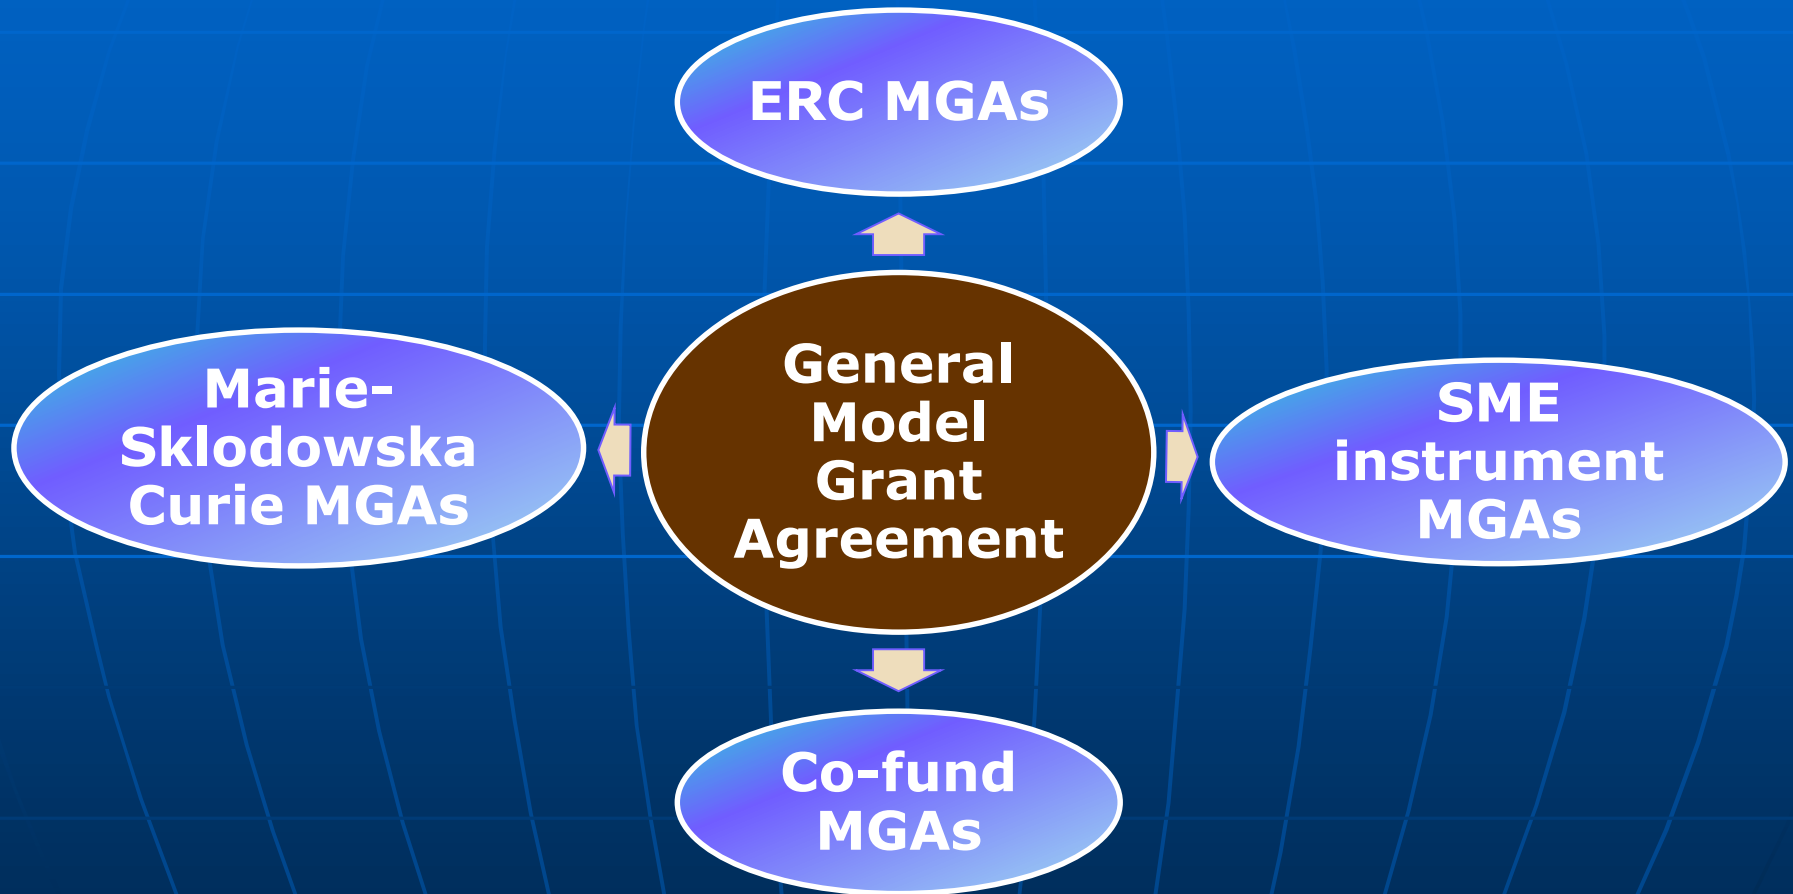 ERC MGAs
General
Model
Grant
Agreement
Marie-
Sklodowska
Curie MGAs
SME
instrument
MGAs
Co-fund
MGAs